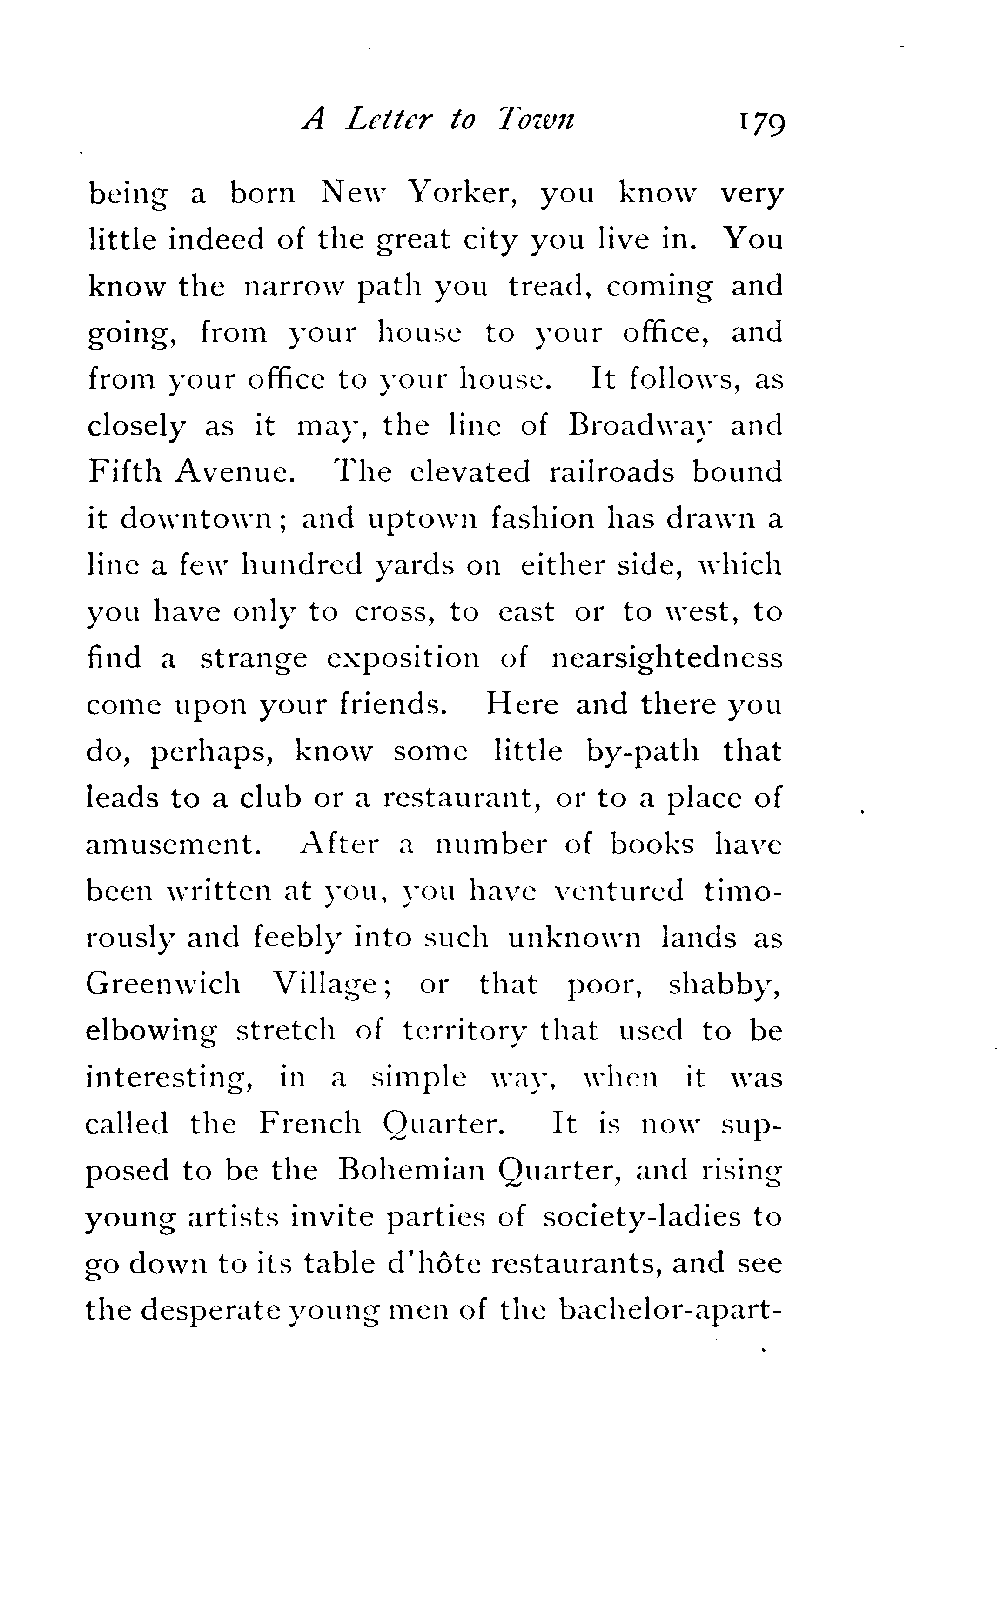 A Letter to Town 179
being a born New Yorker, you know very
little indeed of the great city you live in. You
know the narrow path you tread, coming and
going, from your house to your office, and
from your office to your house. It follows, as
closely as it may, the line of Broadway and
Fifth Avenue. The elevated railroads bound
it downtown; and uptown fashion has drawn a
line a few hundred yards on either side, which
you have only to cross, to east or to west, to
find a strange exposition of nearsightedness
come upon your friends. Here and there you
do, perhaps, know some little by-path that
leads to a club or a restaurant, or to a place of
amusement. After a number of books have
been written at you, you have ventured timo-
rously and feebly into such unknown lands as
Greenwich Village; or that poor, shabby,
elbowing stretch of territory that used to be
interesting, in a simple way, when it was
called the French Quarter. It is now sup-
posed to be the Bohemian Quarter, and rising
young artists invite parties of society-ladies to
go down to its table d'hôte restaurants, and see
the desperate young men of the bachelor-apart-